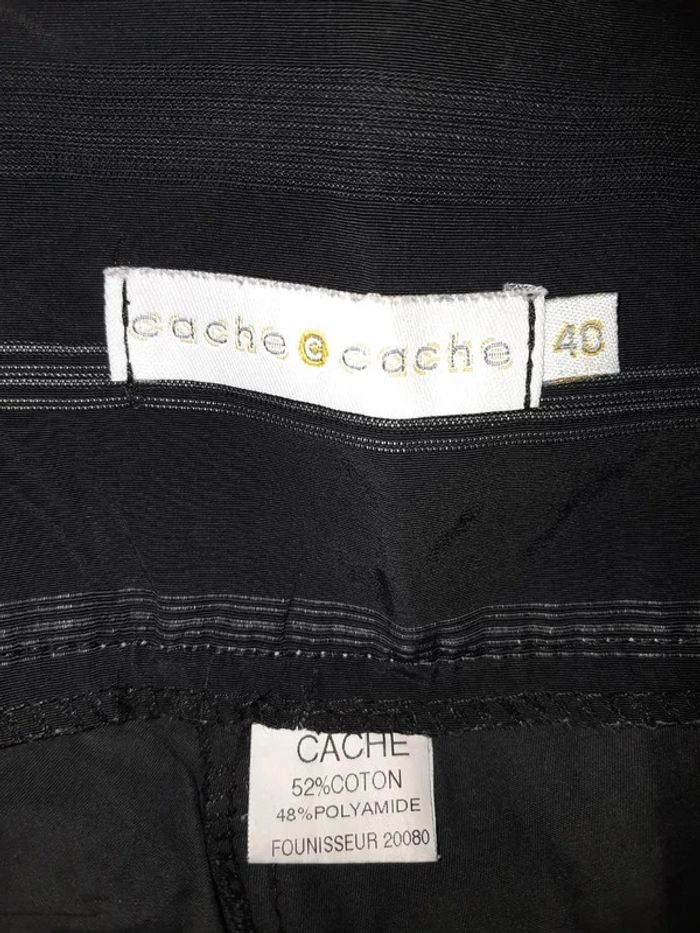 cache c cache 40
CACHE
52%COTON
48%POLYAMIDE
FOUNISSEUR 20080